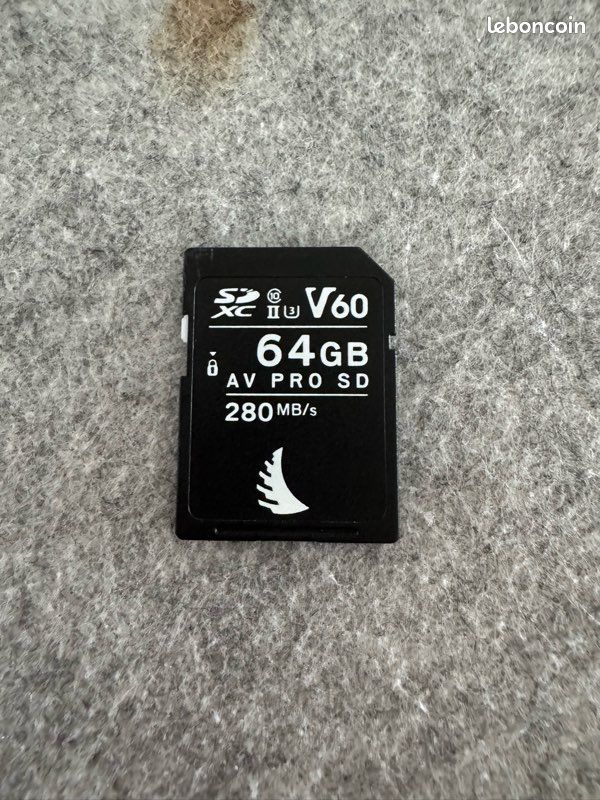 leboncoin
SD XC 10 II 3 V60
64GB
AV PRO SD
280MB/s